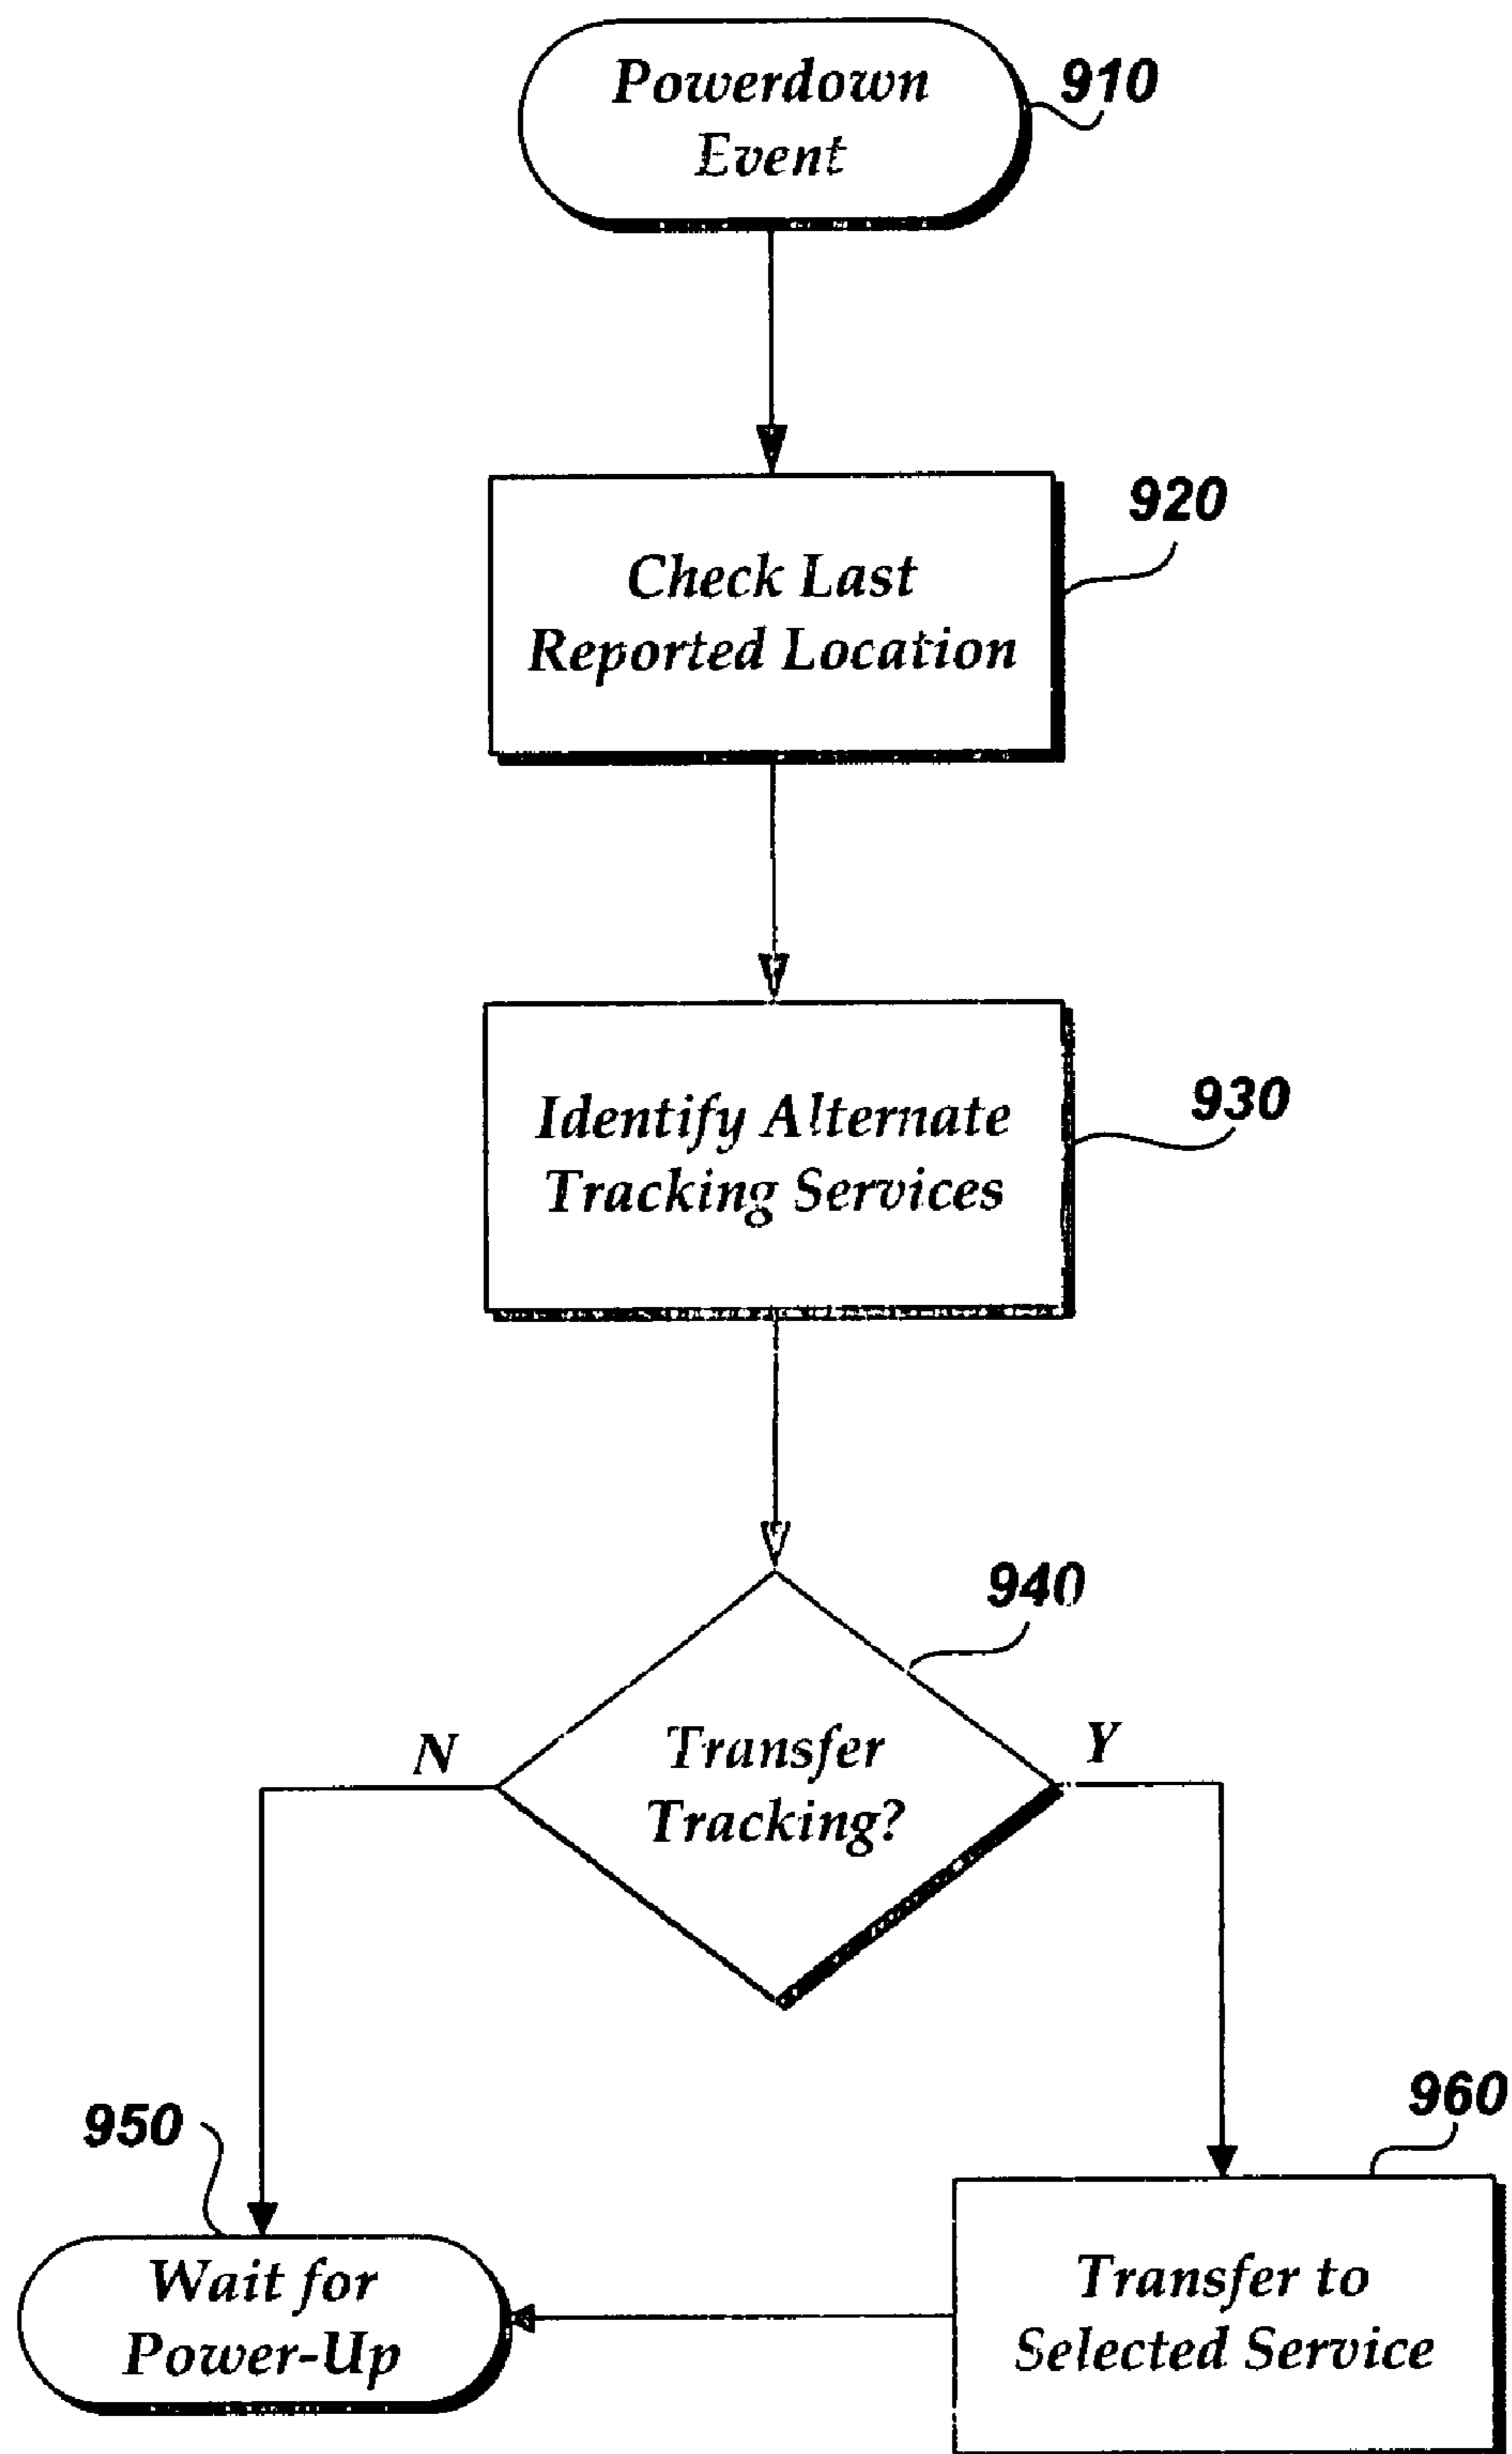 Powerdown
Event
910
Check Last
Reported Location
920
Identify Alternate
Tracking Services
930
940
Transfer
Tracking?
N
Y
950
Wait for
Power-Up
960
Transfer to
Selected Service